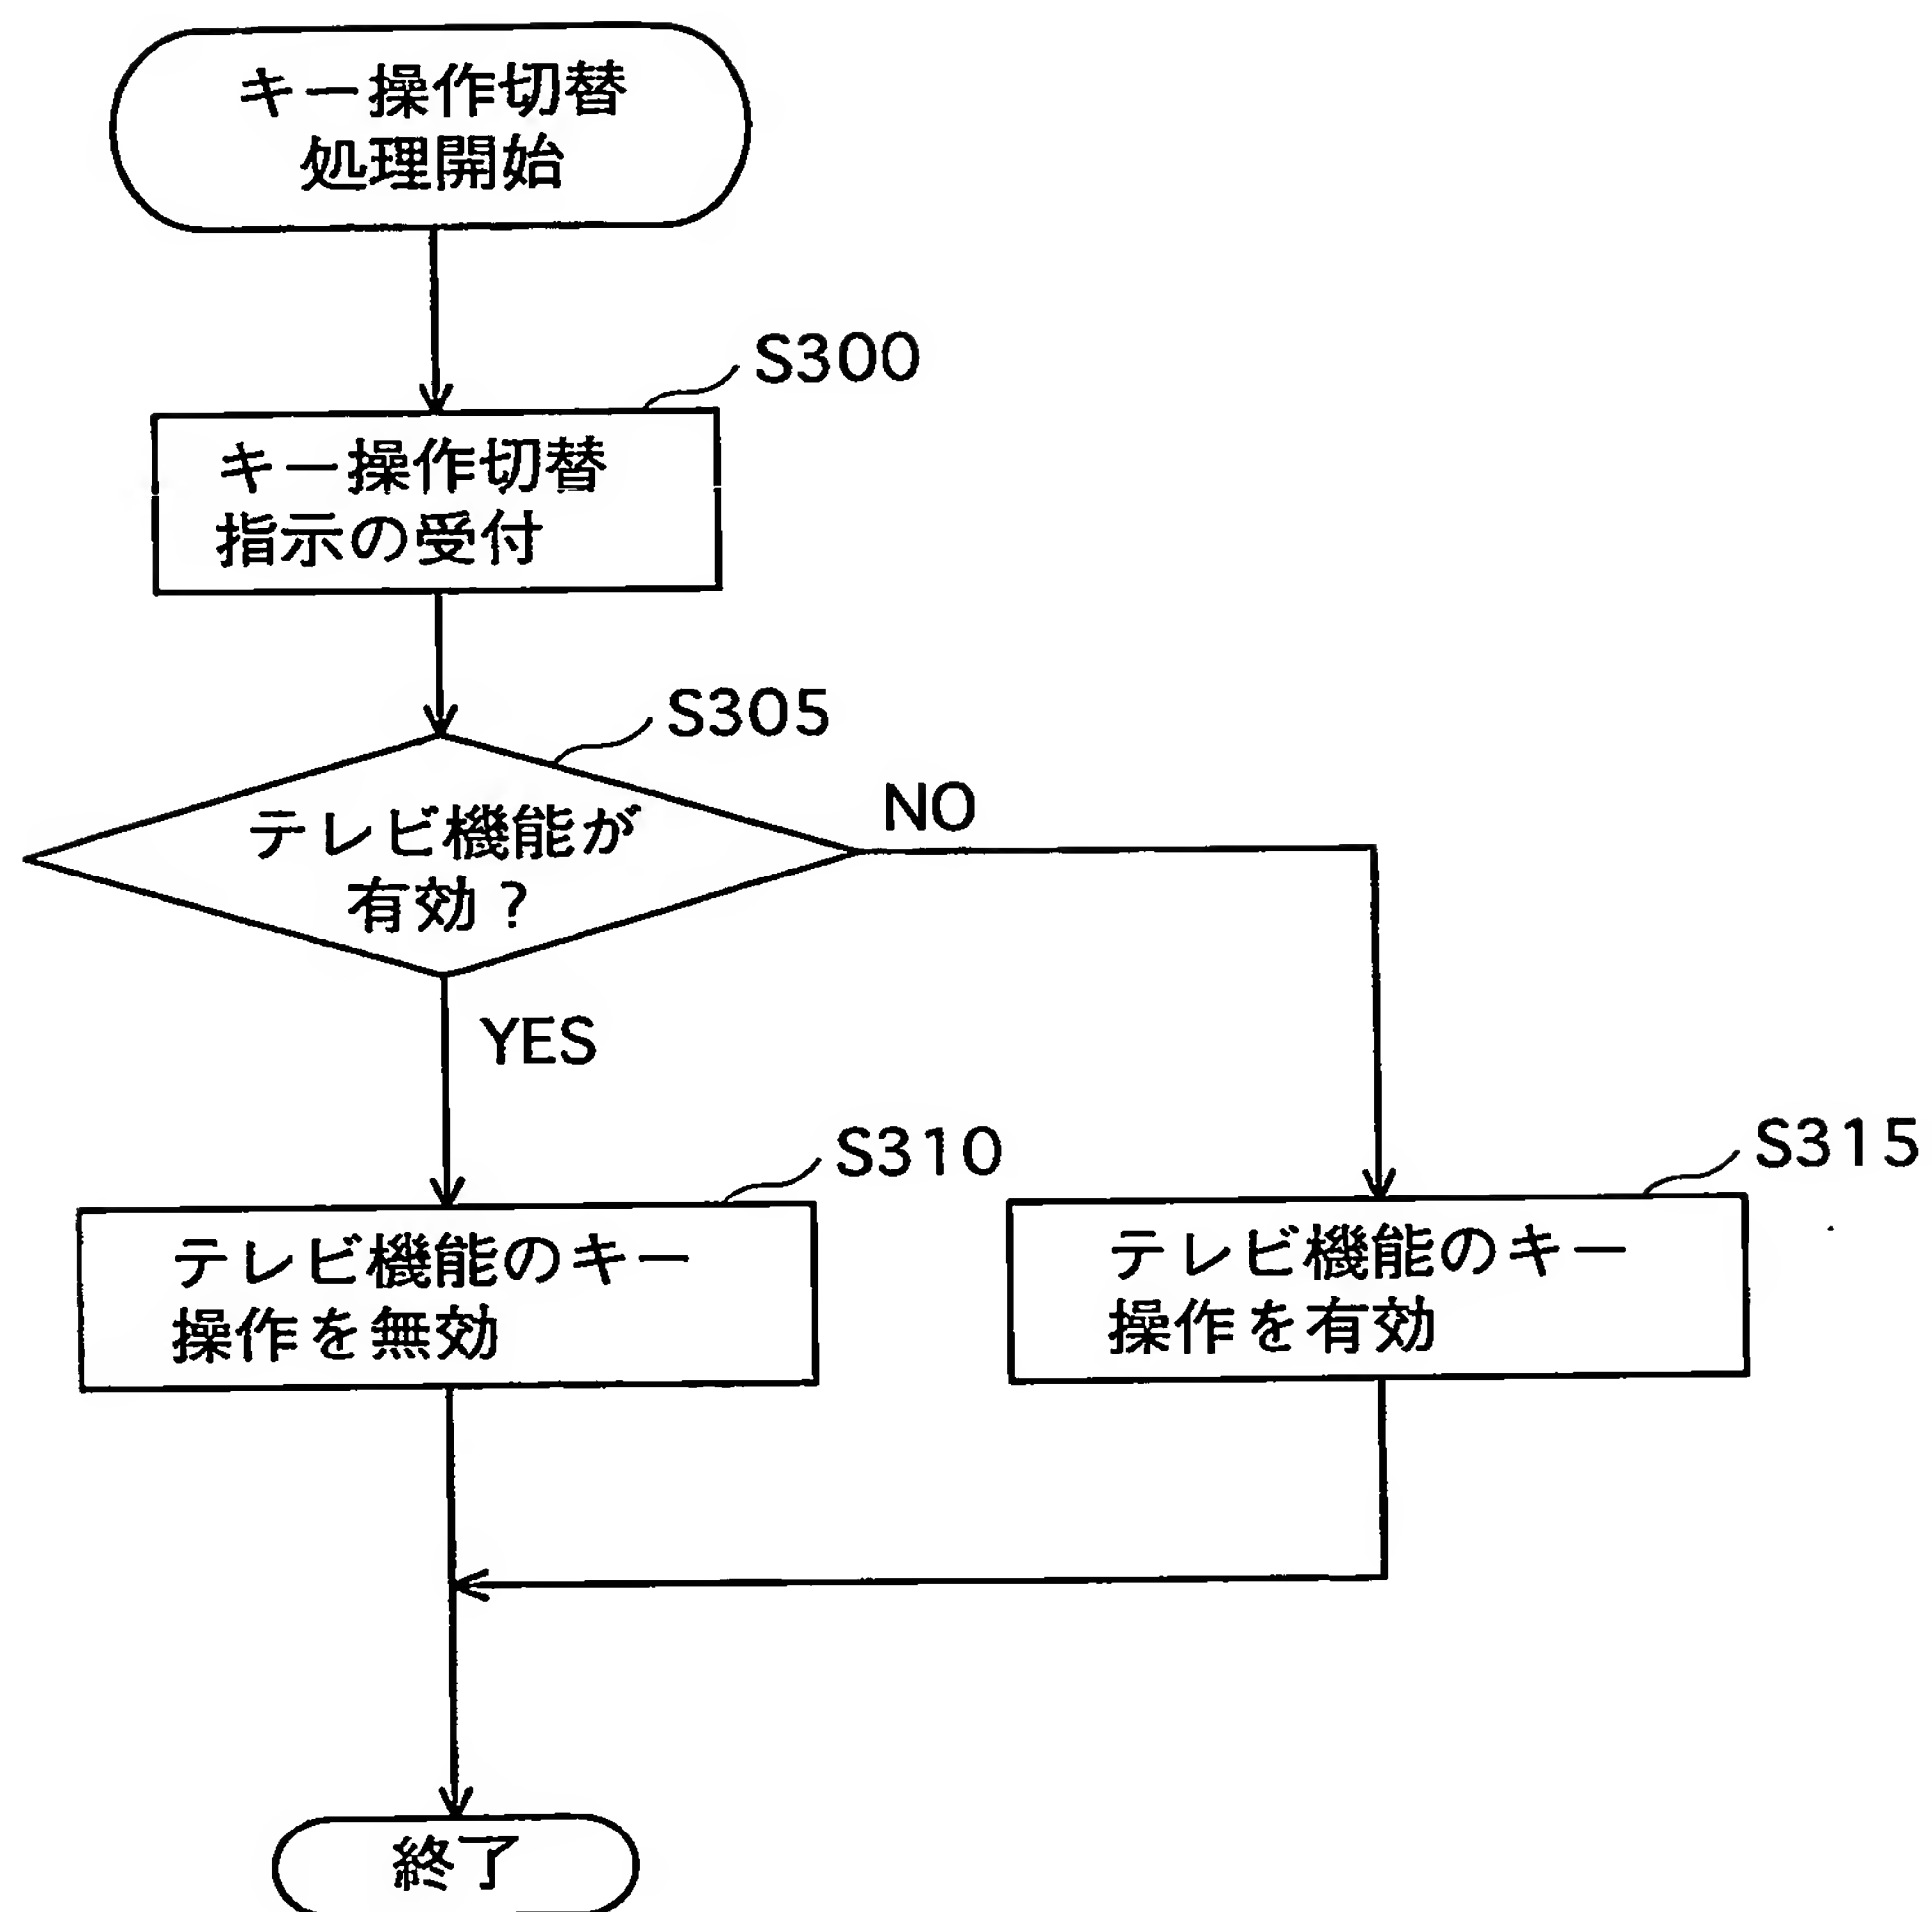 キー操作切替
処理開始
S300
キー操作切替
指示の受付
S305
テレビ機能が
有効?
NO
YES
S310
テレビ機能のキー
操作を無効
S315
テレビ機能のキー
操作を有効
終了